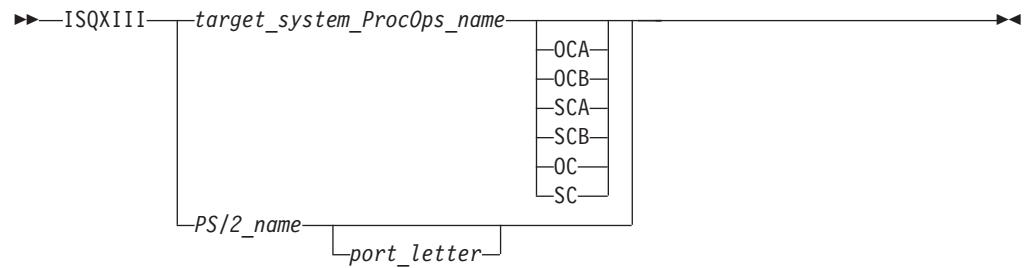 ISQXIII target_system_ProcOps_name
OCA
OCB
SCA
SCB
OC
SC
PS/2_name
port_letter